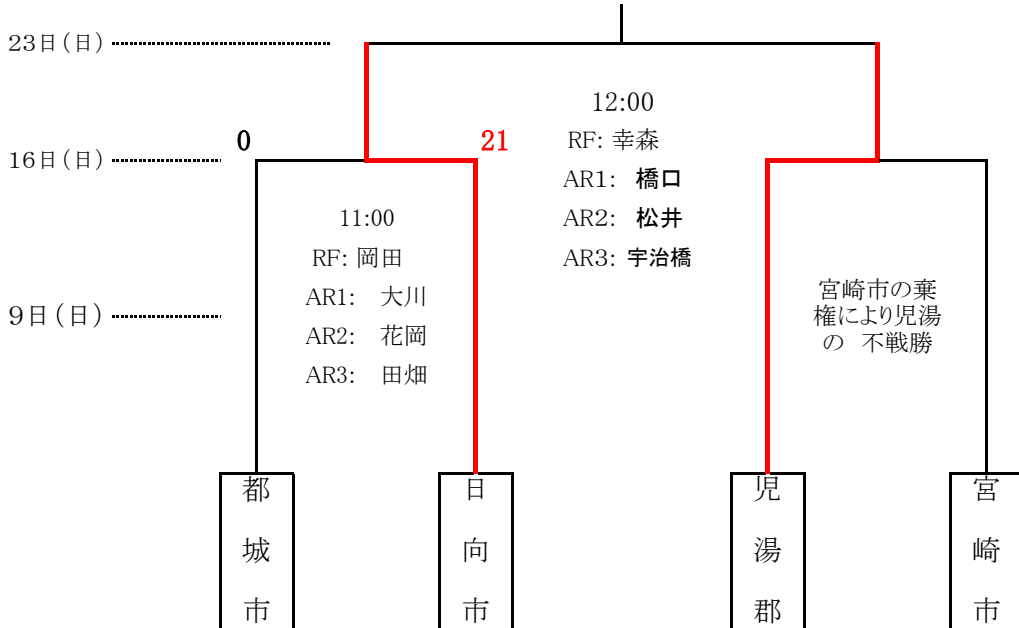 23日(日)
12:00
0
21
RF: 幸森
16日(日)
AR1: 橋口
11:00
AR2: 松井
RF: 岡田
AR3: 宇治橋
AR1: 大川
9日(日)
AR2: 花岡
AR3: 田畑
宮崎市の棄
権により児湯
の 不戦勝
都城市
日向市
児湯郡
宮崎市